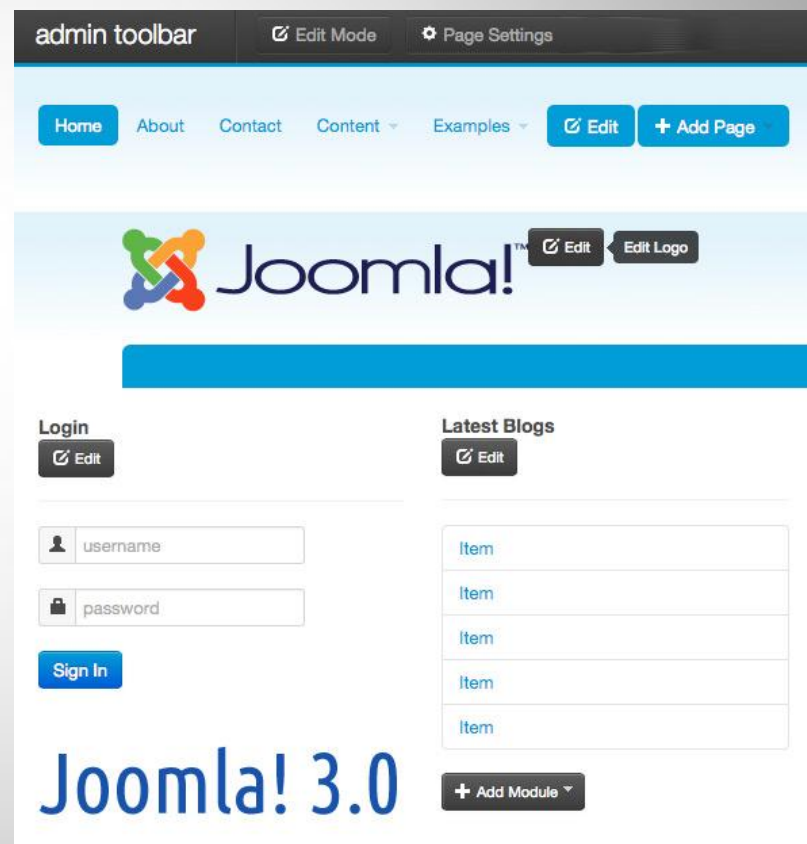 admin toolbar Edit Mode Page Settings
Home About Contact Content Examples Edit + Add Page
Joomla!™ Edit Edit Logo
Login
Edit
username
password
Sign In
Joomla! 3.0
Latest Blogs
Edit
Item
Item
Item
Item
Item
+ Add Module